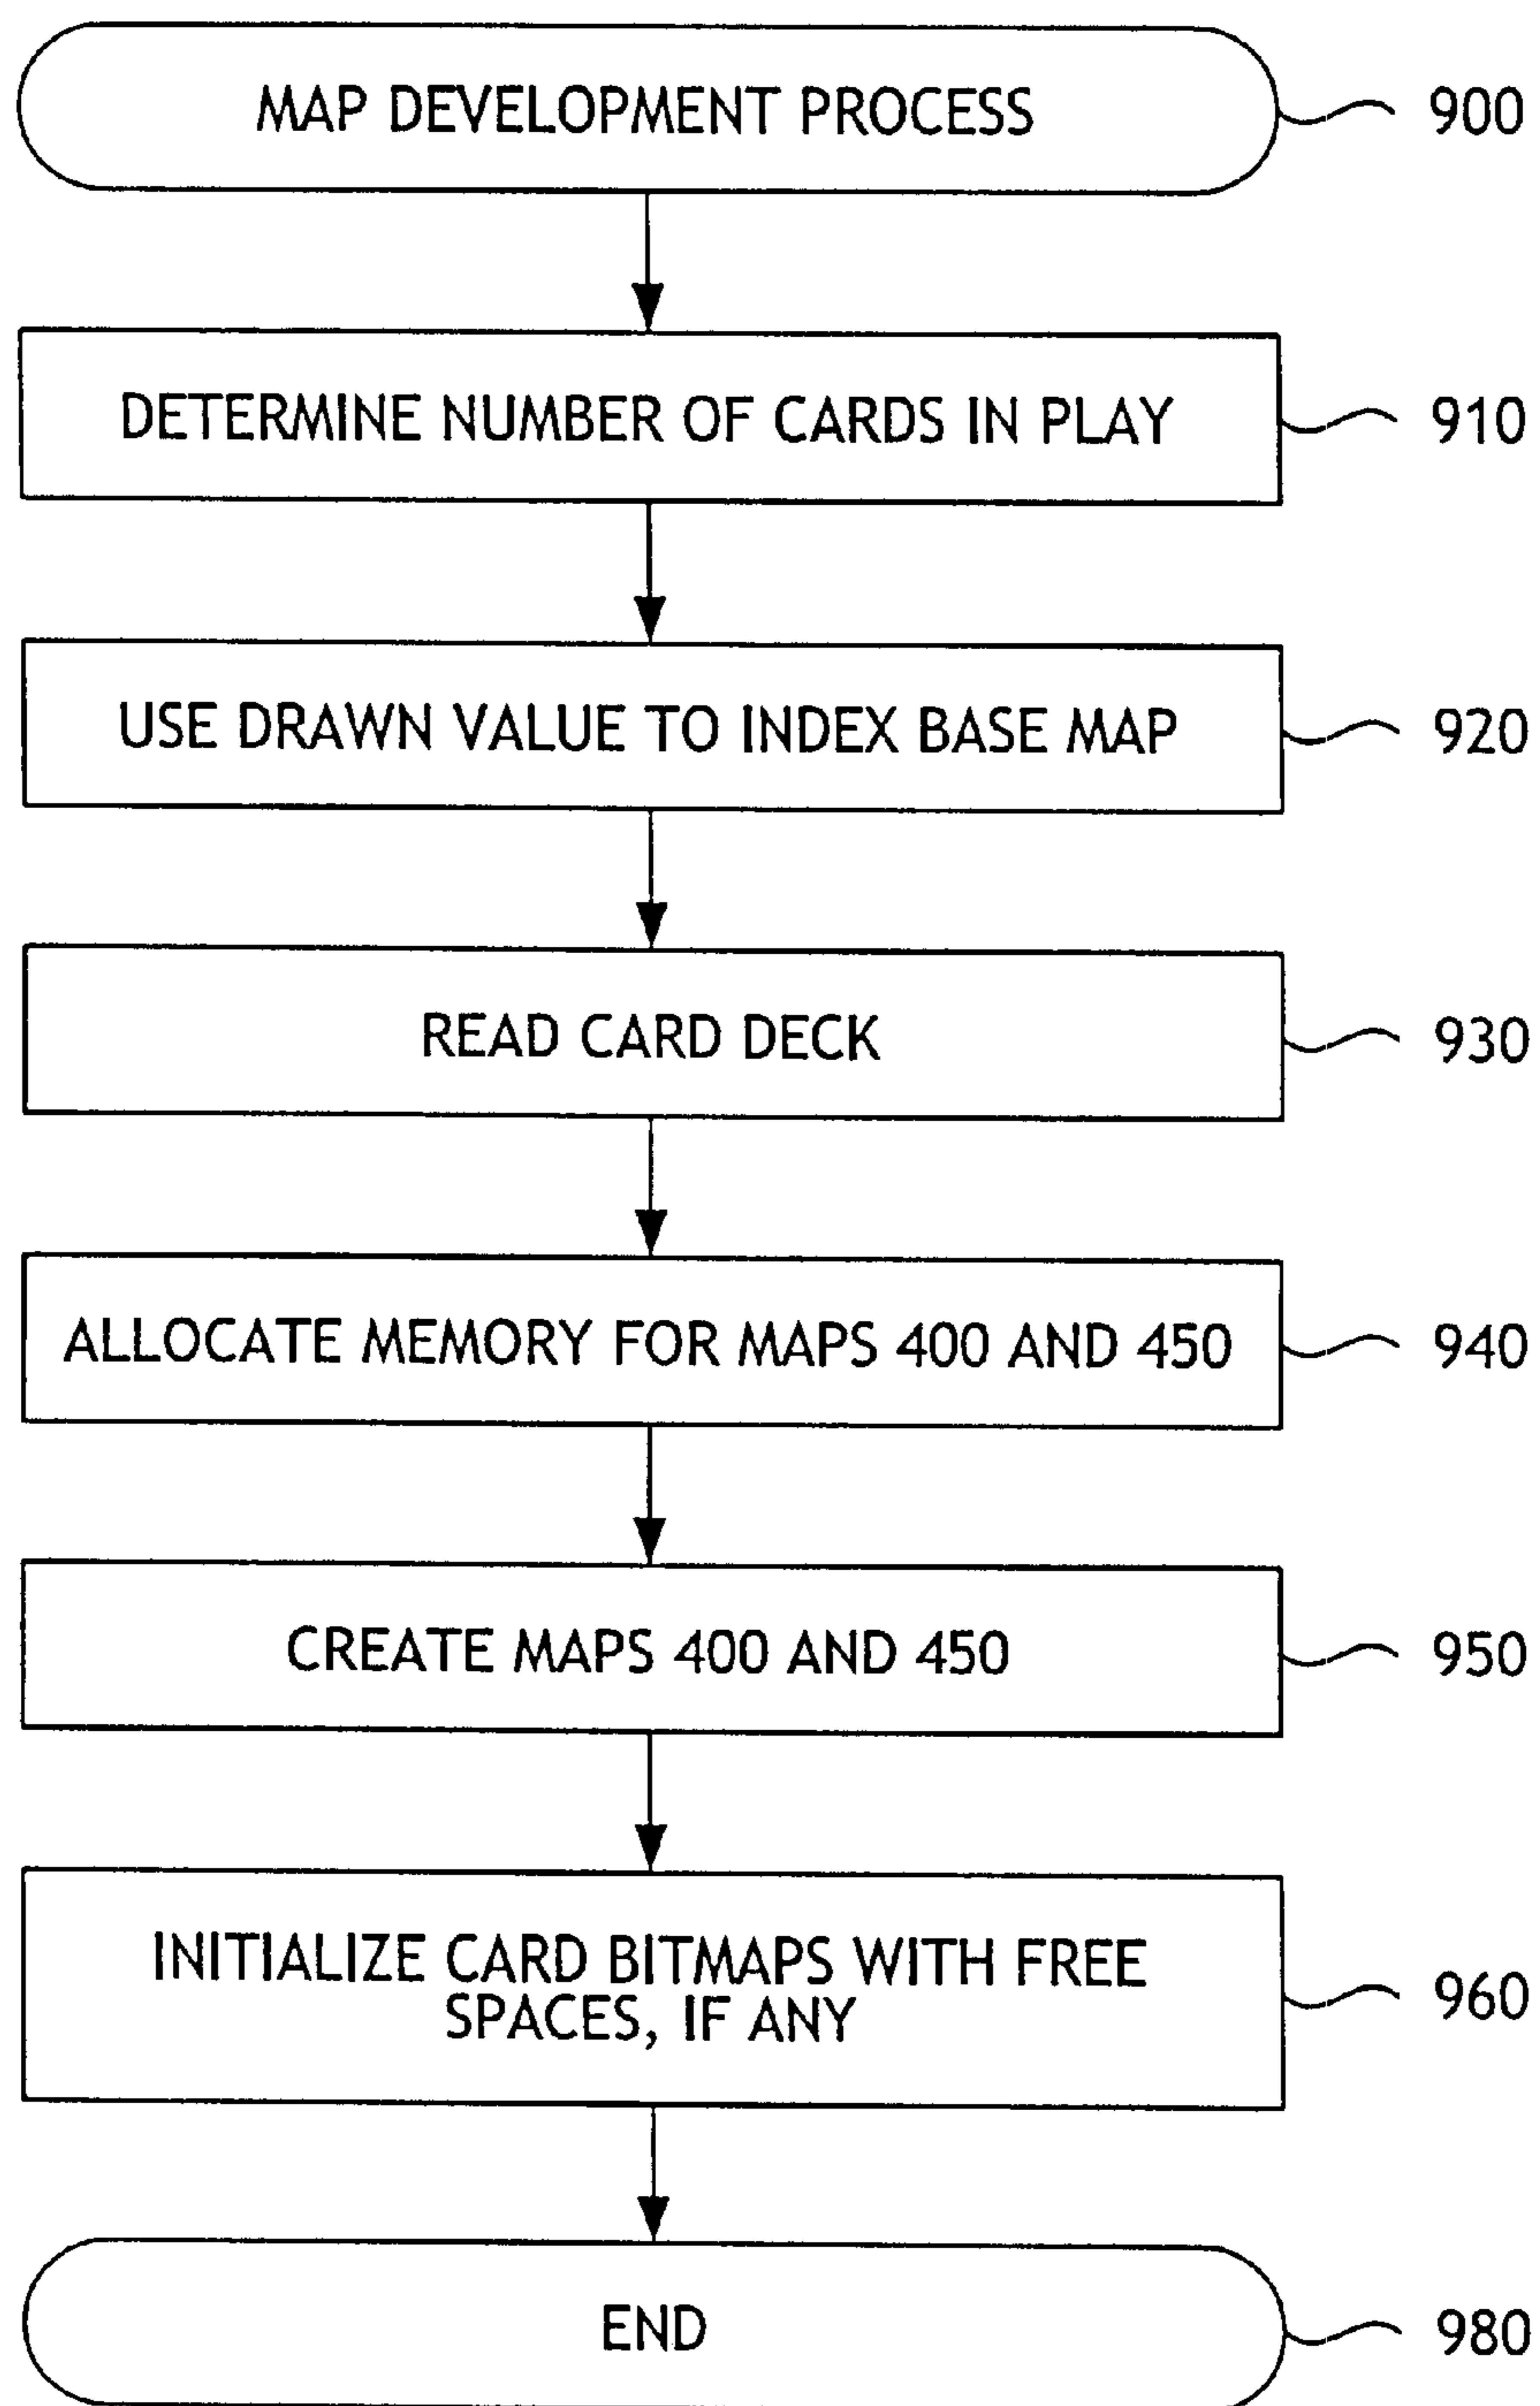 MAP DEVELOPMENT PROCESS 900
DETERMINE NUMBER OF CARDS IN PLAY 910
USE DRAWN VALUE TO INDEX BASE MAP 920
READ CARD DECK 930
ALLOCATE MEMORY FOR MAPS 400 AND 450 940
CREATE MAPS 400 AND 450 950
INITIALIZE CARD BITMAPS WITH FREE
SPACES, IF ANY 960
END 980